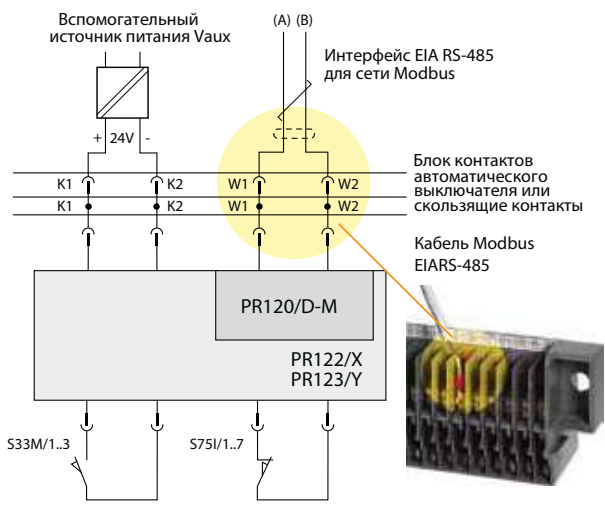 Вспомогательный
источник питания Vaux
(A) (B)
Интерфейс EIA RS-485
для сети Modbus
+ 24V -
K1 K2 W1 W2
K1 K2 W1 W2
Блок контактов
автоматического
выключателя или
скользящие контакты
Кабель Modbus
EIARS-485
PR120/D-M
PR122/X
PR123/Y
S33M/1..3
S75I/1..7